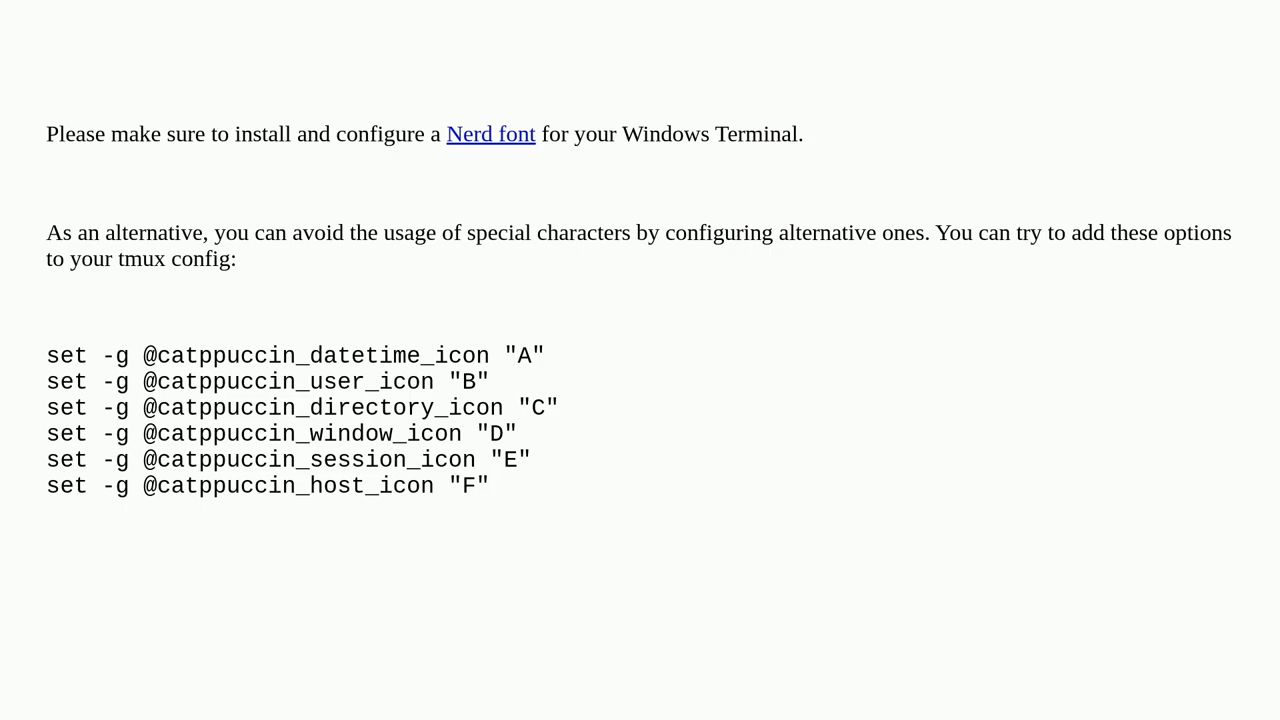 Please make sure to install and configure a Nerd font for your Windows Terminal.
As an alternative, you can avoid the usage of special characters by configuring alternative ones. You can try to add these options
to your tmux config:
set -g @catppuccin_datetime_icon "A"
set -g @catppuccin_user_icon "B"
set -g @catppuccin_directory_icon "C"
set -g @catppuccin_window_icon "D"
set -g @catppuccin_session_icon "E"
set -g @catppuccin_host_icon "F"